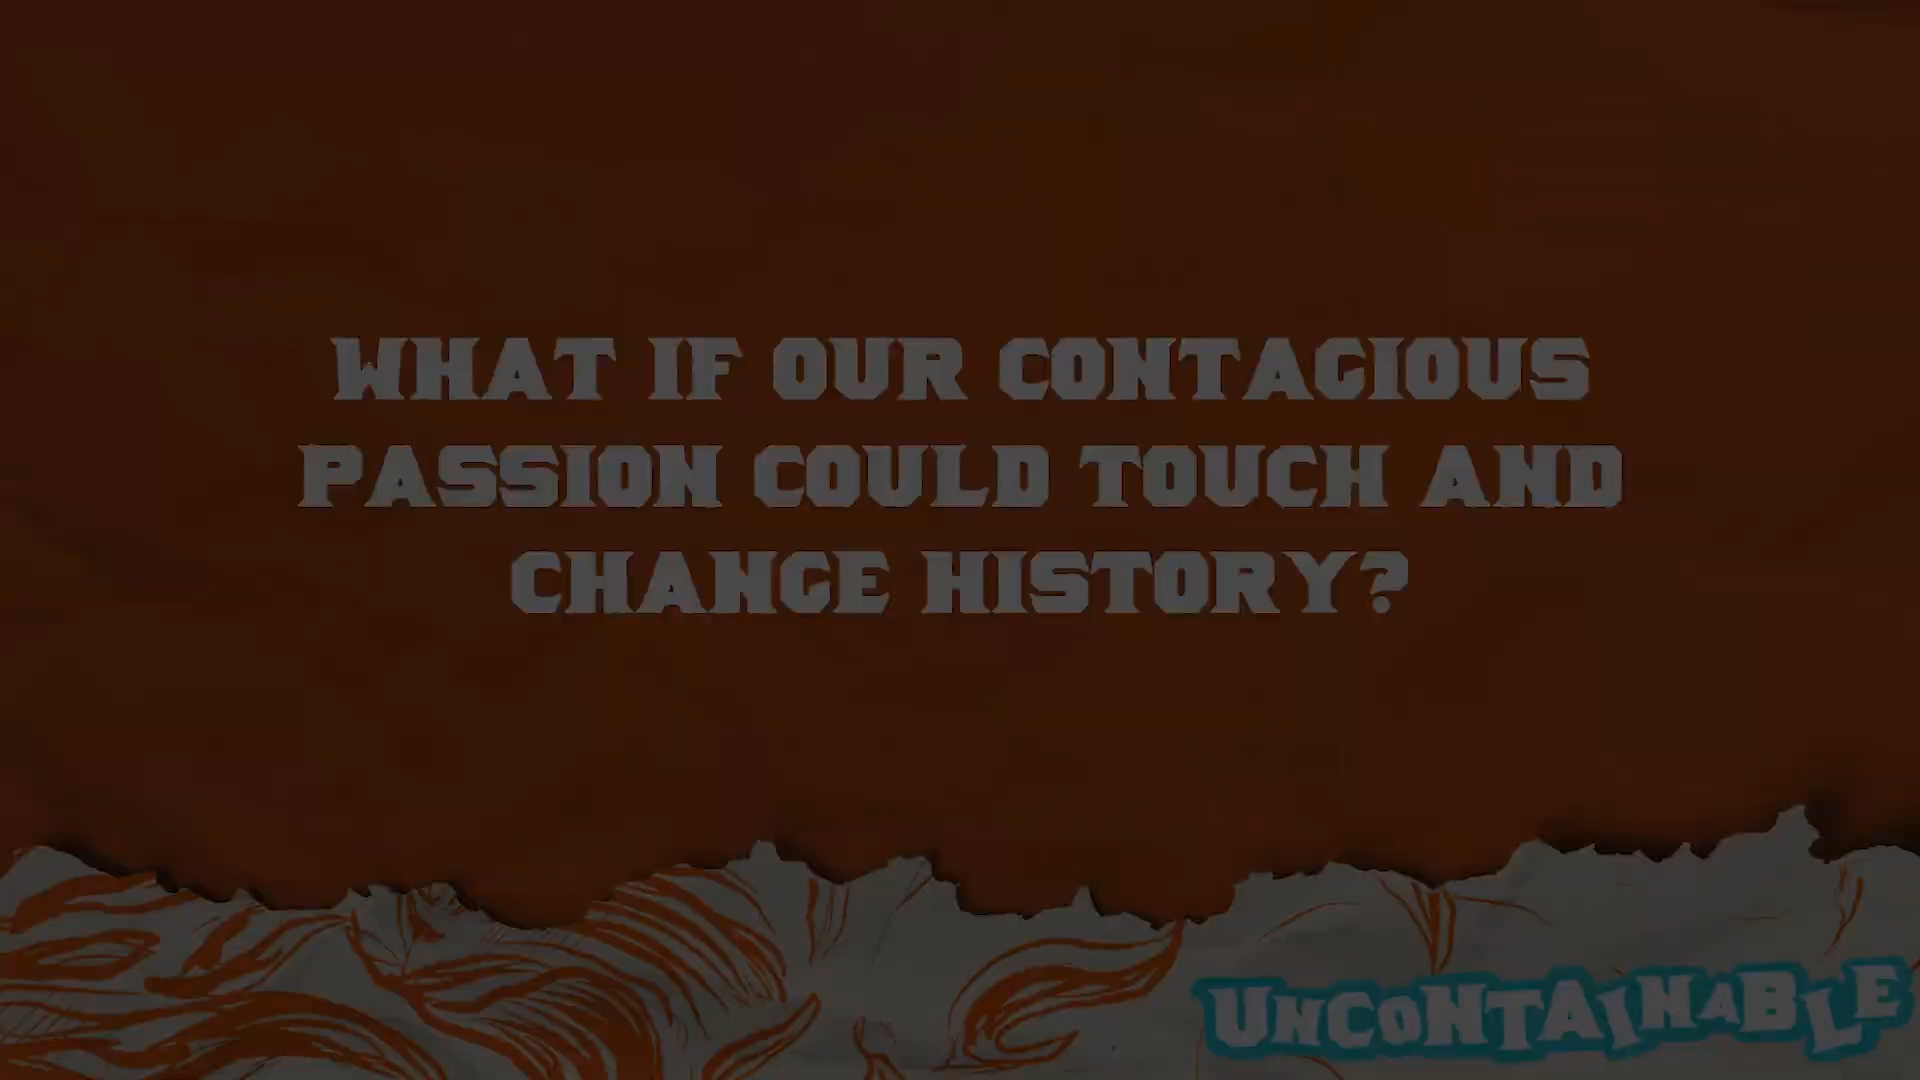 WHAT IF OUR CONTAGIOUS
PASSION COULD TOUCH AND
CHANGE HISTORY?
UNCONTAINABLE